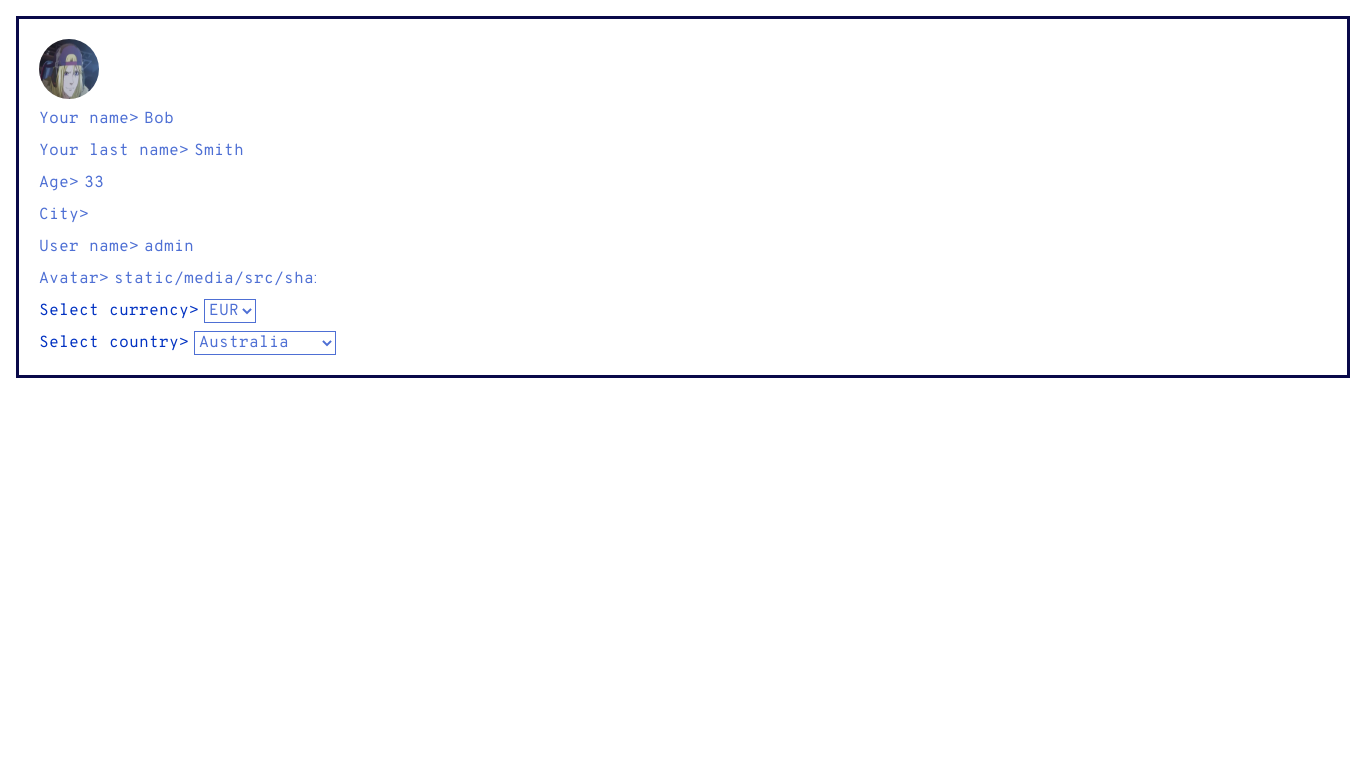 Your name> Bob
Your last name> Smith
Age> 33
City>
User name> admin
Avatar> static/media/src/sha
Select currency> EUR
Select country> Australia